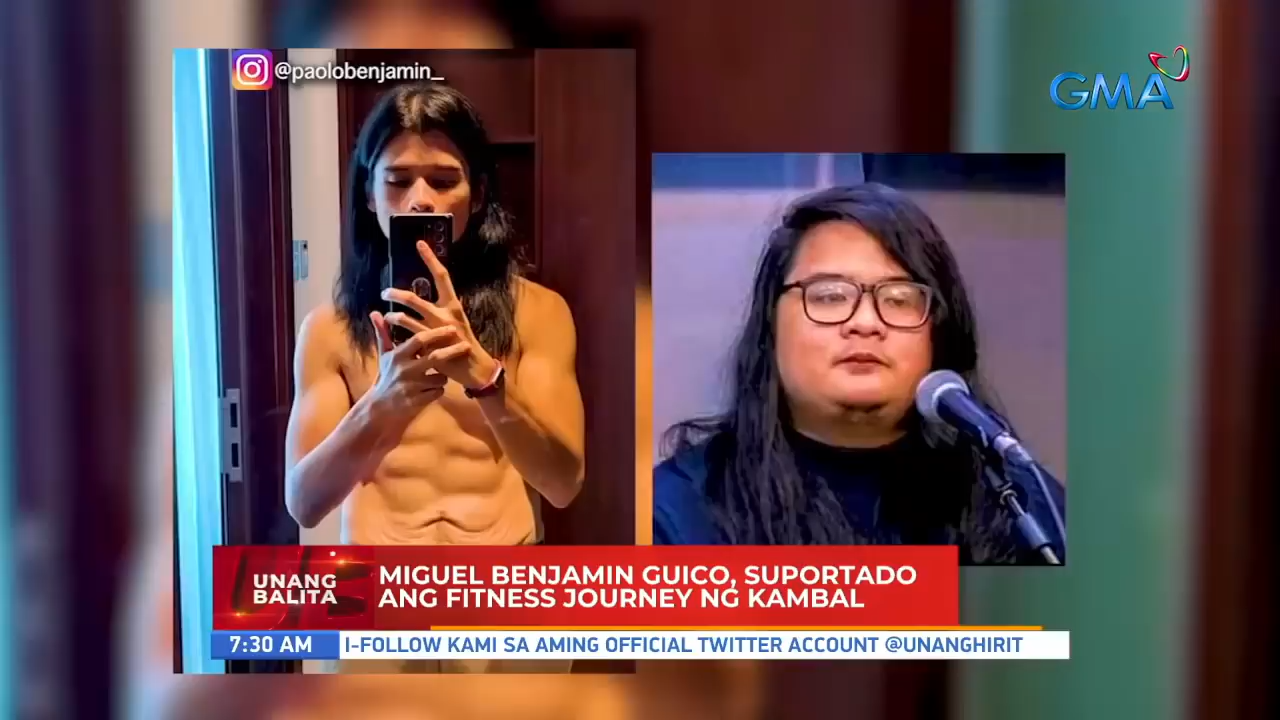 @paolobenjamin_
GMA
UNANG
BALITA
MIGUEL BENJAMIN GUICO, SUPORTADO
ANG FITNESS JOURNEY NG KAMBAL
7:30 AM
I-FOLLOW KAMI SA AMING OFFICIAL TWITTER ACCOUNT @UNANGHIRIT